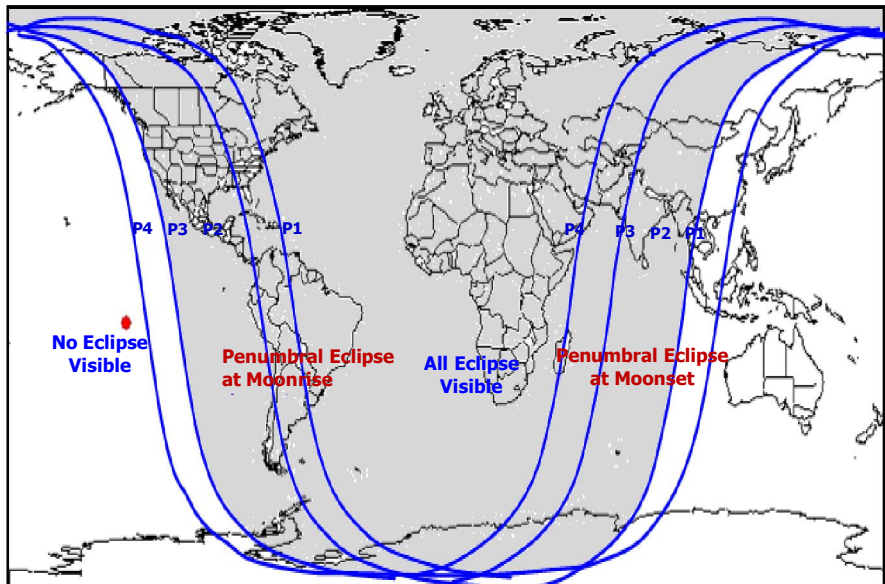 P4 P3 P2 P1 P4 P3 P2 P1
No Eclipse
Visible
Penumbral Eclipse
at Moonrise
All Eclipse
Visible
Penumbral Eclipse
at Moonset